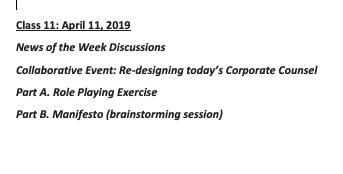 Class 11: April 11, 2019
News of the Week Discussions
Collaborative Event: Re-designing today's Corporate Counsel
Part A. Role Playing Exercise
Part B. Manifesto (brainstorming session)